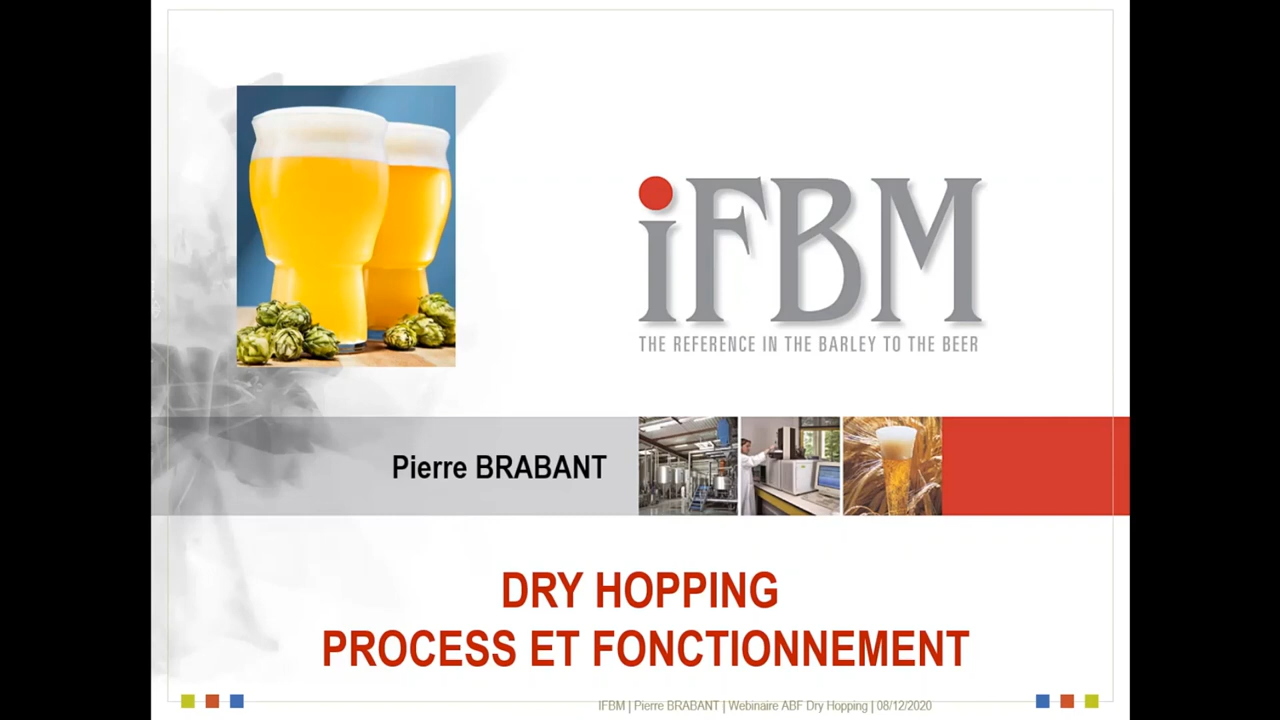 iFBM
THE REFERENCE IN THE BARLEY TO THE BEER
Pierre BRABANT
DRY HOPPING
PROCESS ET FONCTIONNEMENT
IFBM | Pierre BRABANT | Webinaire ABF Dry Hopping | 08/12/2020